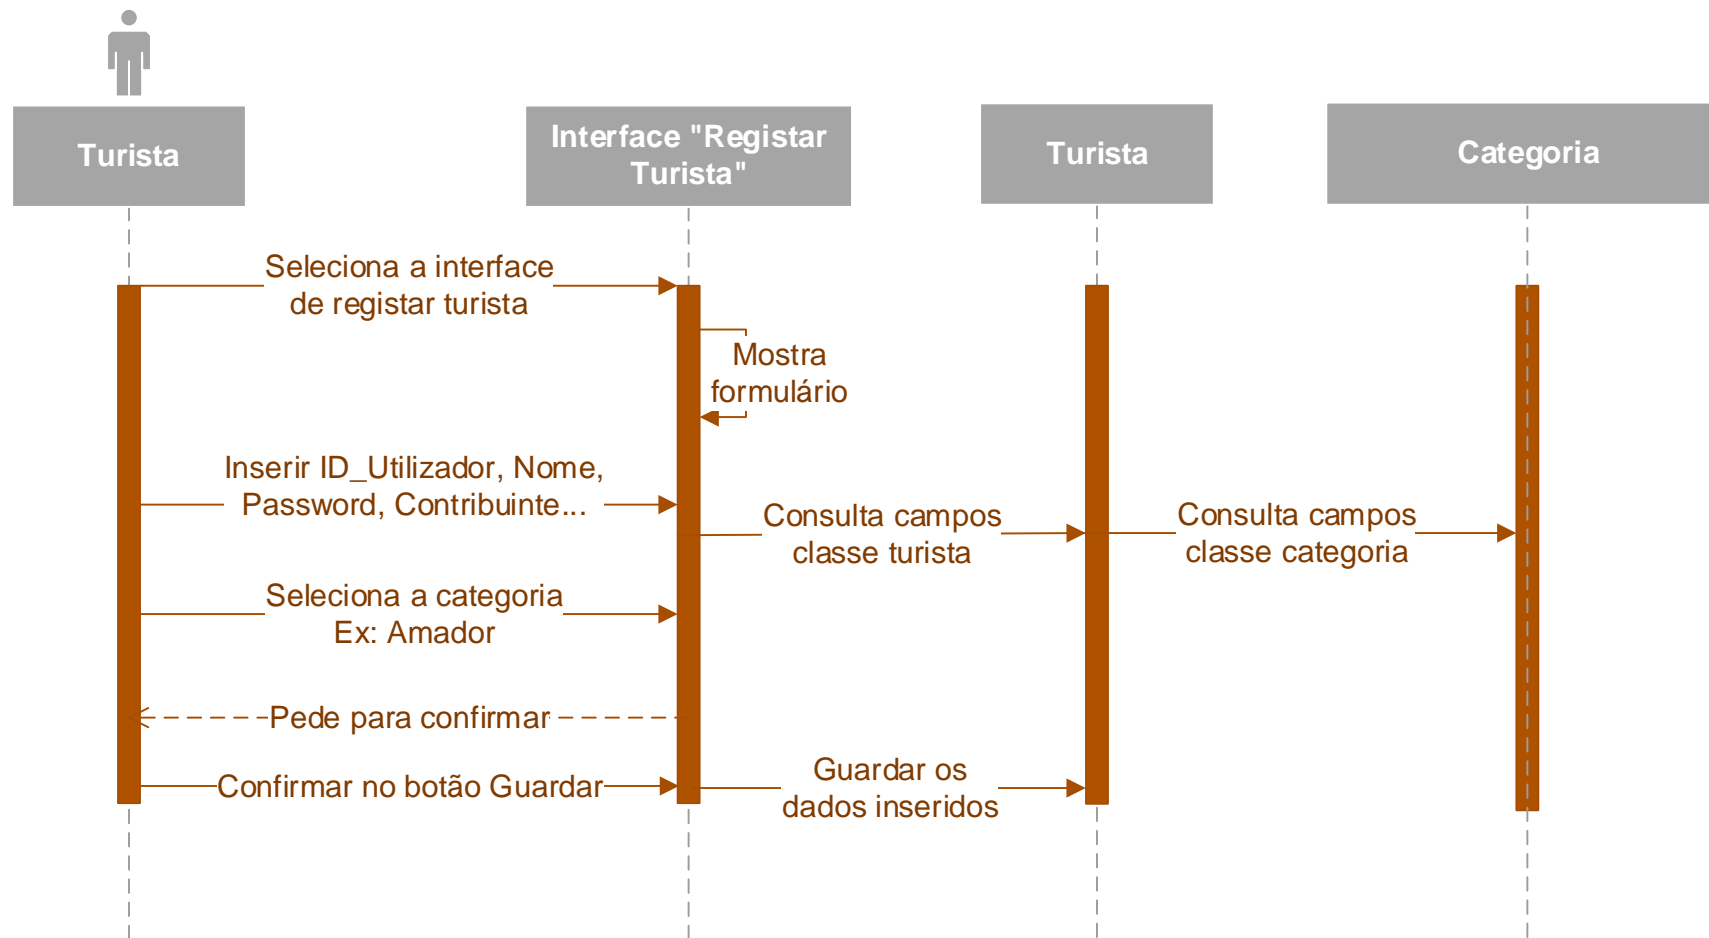 Turista
Interface "Registar
Turista"
Turista
Categoria
Seleciona a interface
de registar turista
Mostra
formulário
Inserir ID_Utilizador, Nome,
Password, Contribuinte...
Consulta campos
classe turista
Consulta campos
classe categoria
Seleciona a categoria
Ex: Amador
Pede para confirmar
Confirmar no botão Guardar
Guardar os
dados inseridos